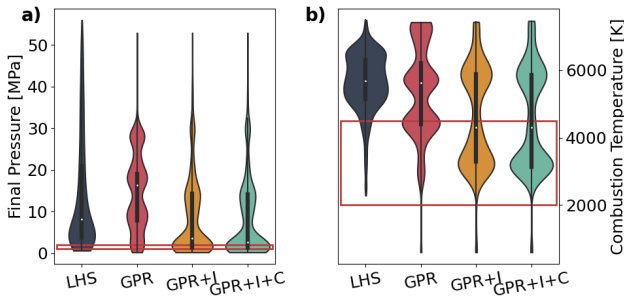 a)
Final Pressure [MPa]
50
40
30
20
10
0
LHS GPR GPR+I GPR+I+C
b)
Combustion Temperature [K]
6000
4000
2000
LHS GPR GPR+I GPR+I+C